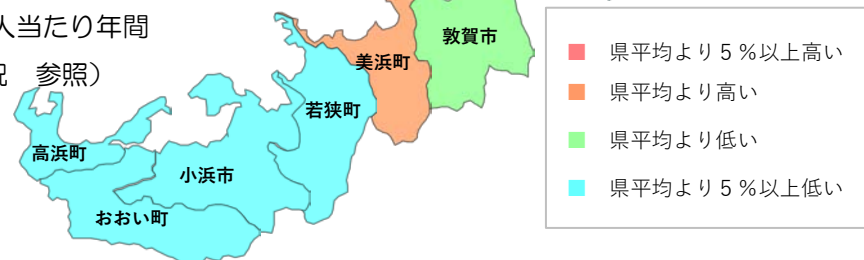 人当たり年間
参照）
敦賀市
美浜町
若狭町
高浜町
小浜市
おおい町
県平均より５％以上高い
県平均より高い
県平均より低い
県平均より５％以上低い